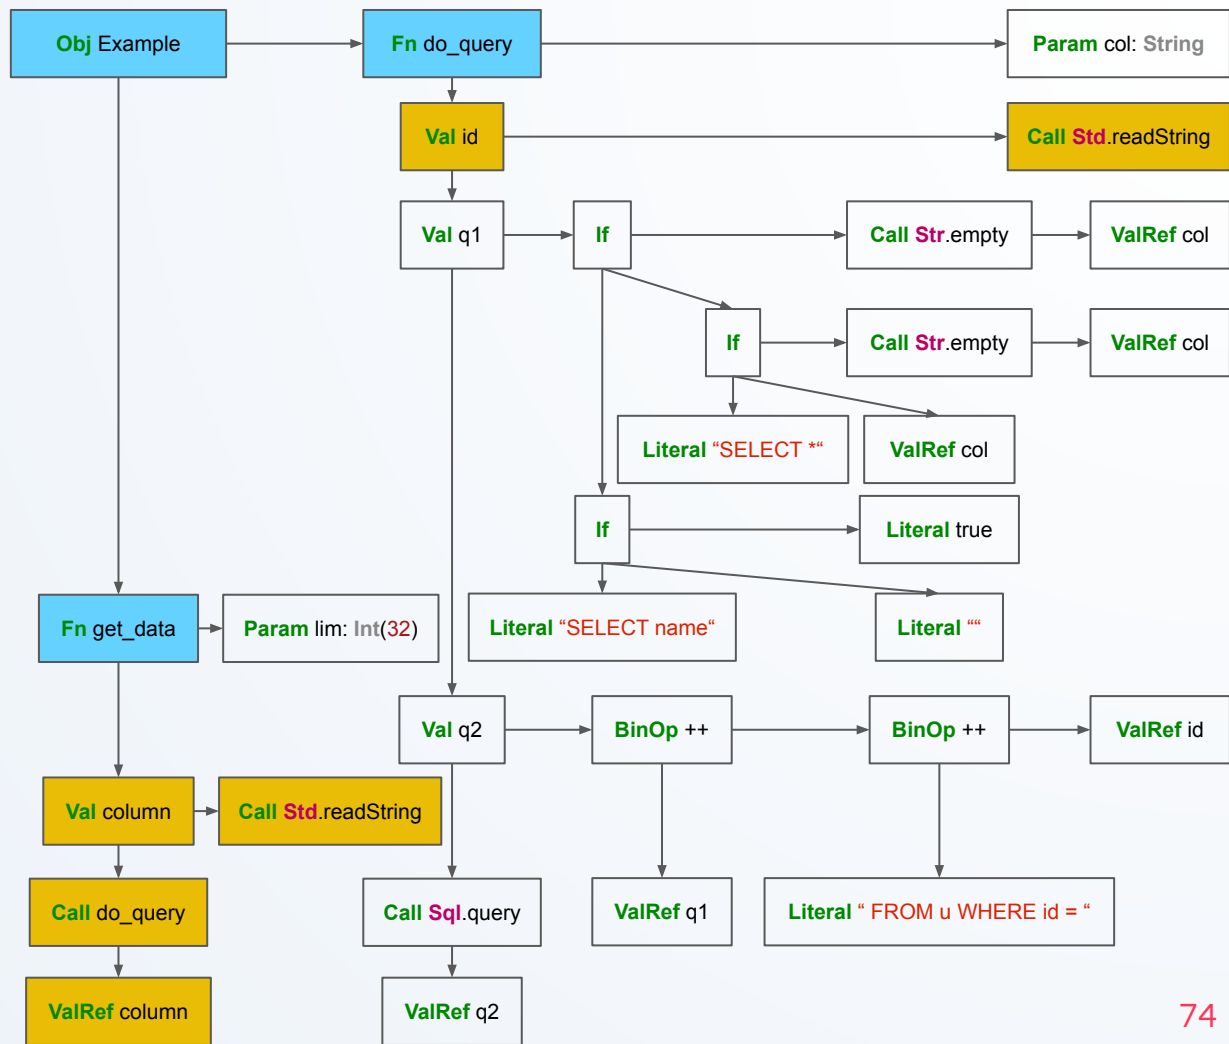 Obj Example
Fn do_query
Param col: String
Val id
Call Std.readString
Val q1
If
Call Str.empty
ValRef col
If
Call Str.empty
ValRef col
Literal “SELECT *“
ValRef col
If
Literal true
Fn get_data
Param lim: Int(32)
Literal “SELECT name“
Literal ““
Val q2
BinOp ++
BinOp ++
ValRef id
Val column
Call Std.readString
Call do_query
Call Sql.query
ValRef q1
Literal “ FROM u WHERE id = “
ValRef column
ValRef q2
74